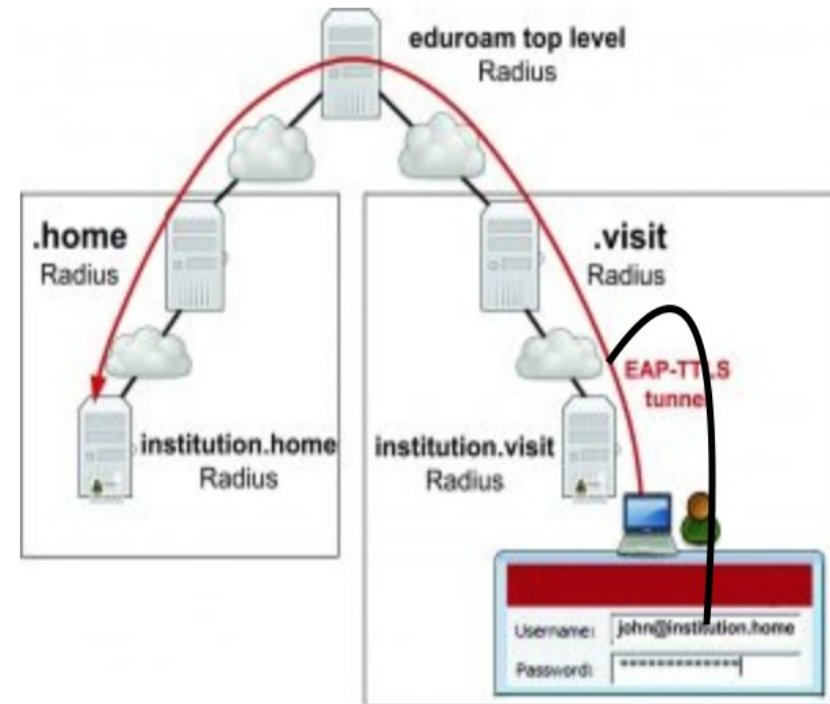 eduroam top level
Radius
.home
Radius
.visit
Radius
EAP-TTLS
tunnel
institution.home
Radius
institution.visit
Radius
Username: john@institution.home
Password: *************